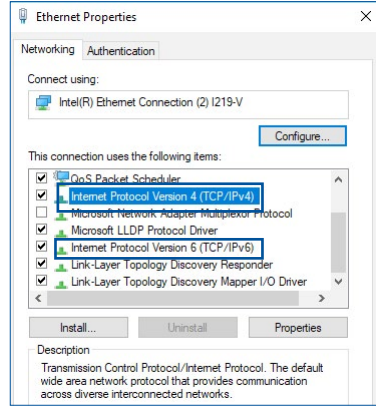 Ethernet Properties
Networking Authentication
Connect using:
Intel(R) Ethernet Connection (2) I219-V
Configure...
This connection uses the following items:
QoS Packet Scheduler
Internet Protocol Version 4 (TCP/IPv4)
Microsoft Network Adapter Multiplexor Protocol
Microsoft LLDP Protocol Driver
Internet Protocol Version 6 (TCP/IPv6)
Link-Layer Topology Discovery Responder
Link-Layer Topology Discovery Mapper I/O Driver
Install... Uninstall Properties
Description
Transmission Control Protocol/Internet Protocol. The default
wide area network protocol that provides communication
across diverse interconnected networks.